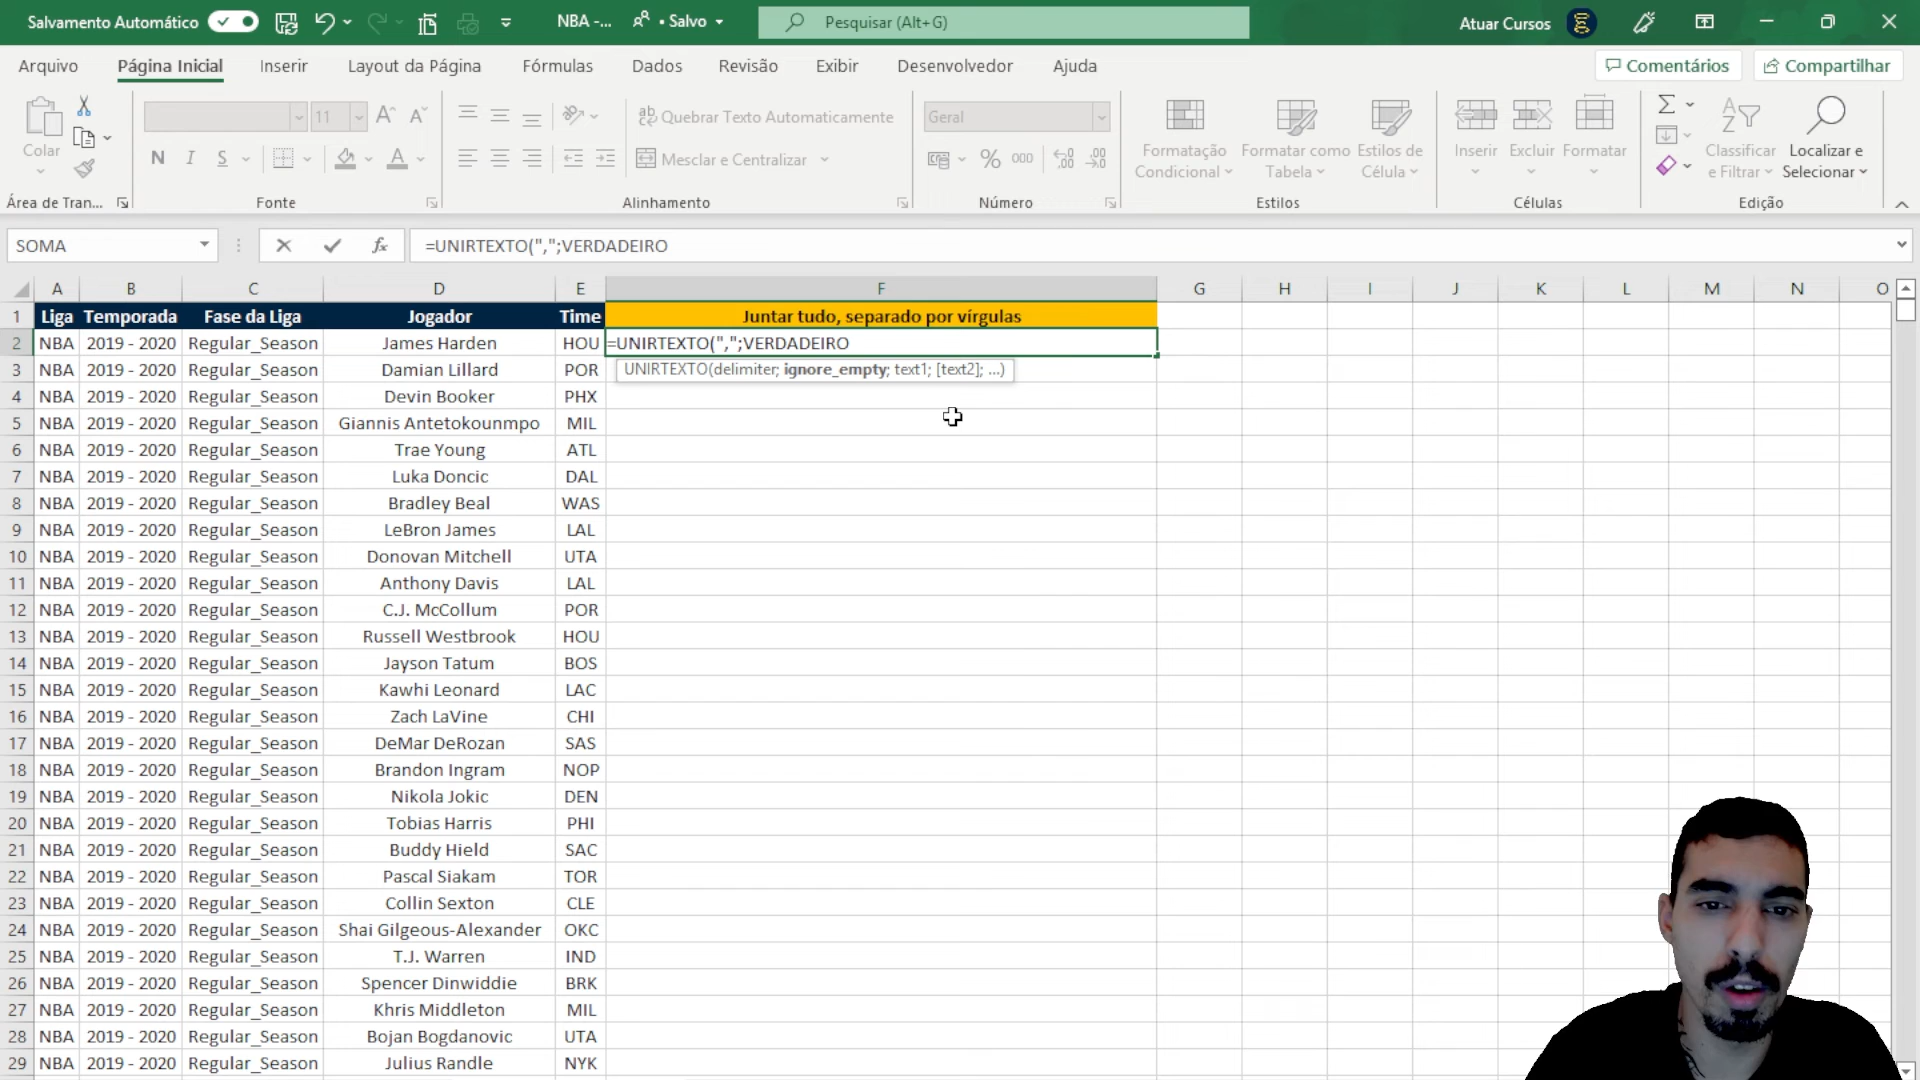 Salvamento Automático
NBA -... • Salvo
Pesquisar (Alt+G)
Atuar Cursos
Arquivo Página Inicial Inserir Layout da Página Fórmulas Dados Revisão Exibir Desenvolvedor Ajuda
Comentários Compartilhar
Colar
Área de Tran...
11
N I S
Fonte
Quebrar Texto Automaticamente
Mesclar e Centralizar
Alinhamento
Geral
% 000
Número
Formatação Condicional
Formatar como Tabela
Estilos de Célula
Estilos
Inserir Excluir Formatar
Células
Classificar e Filtrar
Localizar e Selecionar
Edição
SOMA fx =UNIRTEXTO(",";VERDADEIRO
A B C D E F G H I J K L M N O
1 Liga Temporada Fase da Liga Jogador Time Juntar tudo, separado por vírgulas
2 NBA 2019 - 2020 Regular_Season James Harden HOU =UNIRTEXTO(",";VERDADEIRO
UNIRTEXTO(delimiter; ignore_empty; text1; [text2]; ...)
3 NBA 2019 - 2020 Regular_Season Damian Lillard POR
4 NBA 2019 - 2020 Regular_Season Devin Booker PHX
5 NBA 2019 - 2020 Regular_Season Giannis Antetokounmpo MIL
6 NBA 2019 - 2020 Regular_Season Trae Young ATL
7 NBA 2019 - 2020 Regular_Season Luka Doncic DAL
8 NBA 2019 - 2020 Regular_Season Bradley Beal WAS
9 NBA 2019 - 2020 Regular_Season LeBron James LAL
10 NBA 2019 - 2020 Regular_Season Donovan Mitchell UTA
11 NBA 2019 - 2020 Regular_Season Anthony Davis LAL
12 NBA 2019 - 2020 Regular_Season C.J. McCollum POR
13 NBA 2019 - 2020 Regular_Season Russell Westbrook HOU
14 NBA 2019 - 2020 Regular_Season Jayson Tatum BOS
15 NBA 2019 - 2020 Regular_Season Kawhi Leonard LAC
16 NBA 2019 - 2020 Regular_Season Zach LaVine CHI
17 NBA 2019 - 2020 Regular_Season DeMar DeRozan SAS
18 NBA 2019 - 2020 Regular_Season Brandon Ingram NOP
19 NBA 2019 - 2020 Regular_Season Nikola Jokic DEN
20 NBA 2019 - 2020 Regular_Season Tobias Harris PHI
21 NBA 2019 - 2020 Regular_Season Buddy Hield SAC
22 NBA 2019 - 2020 Regular_Season Pascal Siakam TOR
23 NBA 2019 - 2020 Regular_Season Collin Sexton CLE
24 NBA 2019 - 2020 Regular_Season Shai Gilgeous-Alexander OKC
25 NBA 2019 - 2020 Regular_Season T.J. Warren IND
26 NBA 2019 - 2020 Regular_Season Spencer Dinwiddie BRK
27 NBA 2019 - 2020 Regular_Season Khris Middleton MIL
28 NBA 2019 - 2020 Regular_Season Bojan Bogdanovic UTA
29 NBA 2019 - 2020 Regular_Season Julius Randle NYK